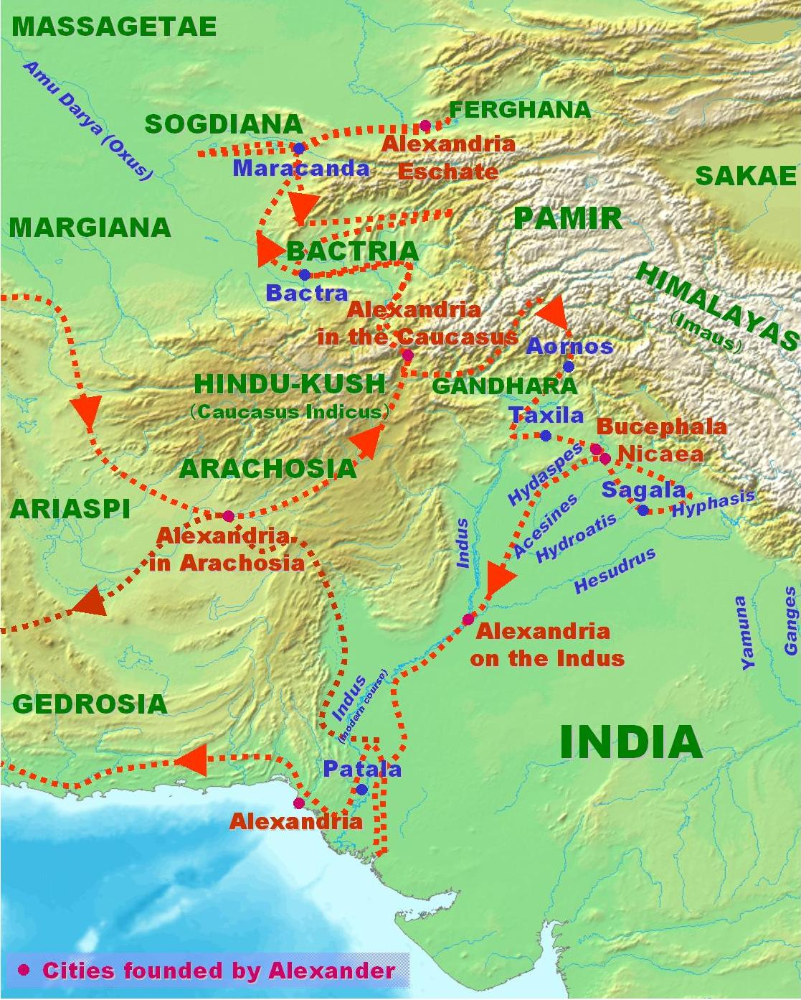 MASSAGETAE
Amu Darya (Oxus)
FERGHANA
SOGDIANA
Alexandria
Eschate
Maracanda
SAKAE
PAMIR
MARGIANA
BACTRIA
Bactra
HIMALAYAS
(Imaus)
Alexandria
in the Caucasus
Aornos
HINDU-KUSH
(Caucasus Indicus)
GANDHARA
Taxila
Bucephala
Nicaea
Hydaspes
ARACHOSIA
Sagala
Hyphasis
ARIASPI
Acesines
Hydroatis
Indus
Alexandria
in Arachosia
Hesudrus
Yamuna
Ganges
Alexandria
on the Indus
Indus
(modern course)
GEDROSIA
INDIA
Patala
Alexandria
Cities founded by Alexander